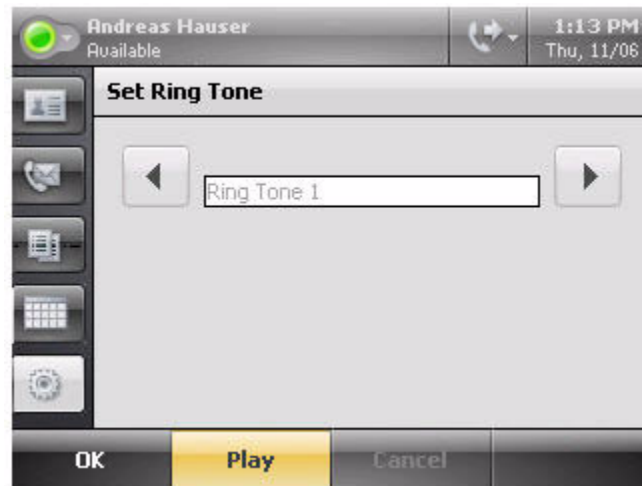 Andreas Hauser
Available
1:13 PM
Thu, 11/06
Set Ring Tone
Ring Tone 1
OK
Play
Cancel